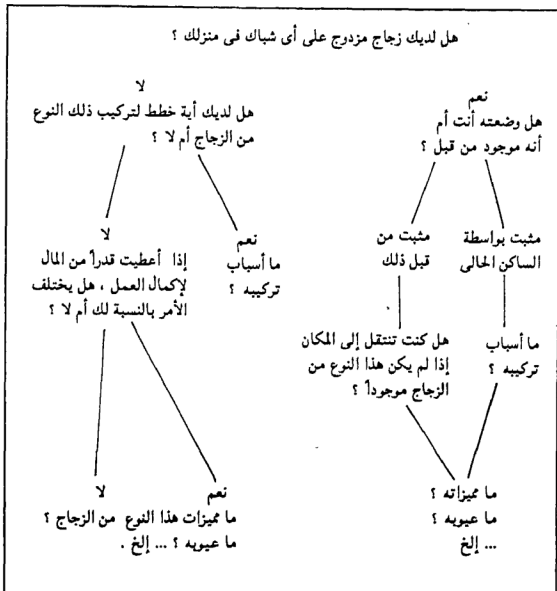 هل لديك زجاج مزدوج على أى شباك فى منزلك ؟
نعم
هل وضعته أنت أم
أنه موجود من قبل ؟
مثبت بواسطة
الساكن الحالى
مثبت من
قبل ذلك
ما أسباب
تركيبه ؟
هل كنت تنتقل إلى المكان
إذا لم يكن هذا النوع من
الزجاج موجوداً ؟
ما مميزاته ؟
ما عيوبه ؟
... إلخ
لا
هل لديك أية خطط لتركيب ذلك النوع
من الزجاج أم لا ؟
نعم
ما أسباب
تركيبه ؟
لا
إذا أعطيت قدراً من المال
لإكمال العمل ، هل يختلف
الأمر بالنسبة لك أم لا ؟
نعم
لا
ما مميزات هذا النوع من الزجاج ؟
ما عيوبه ؟ ... إلخ .